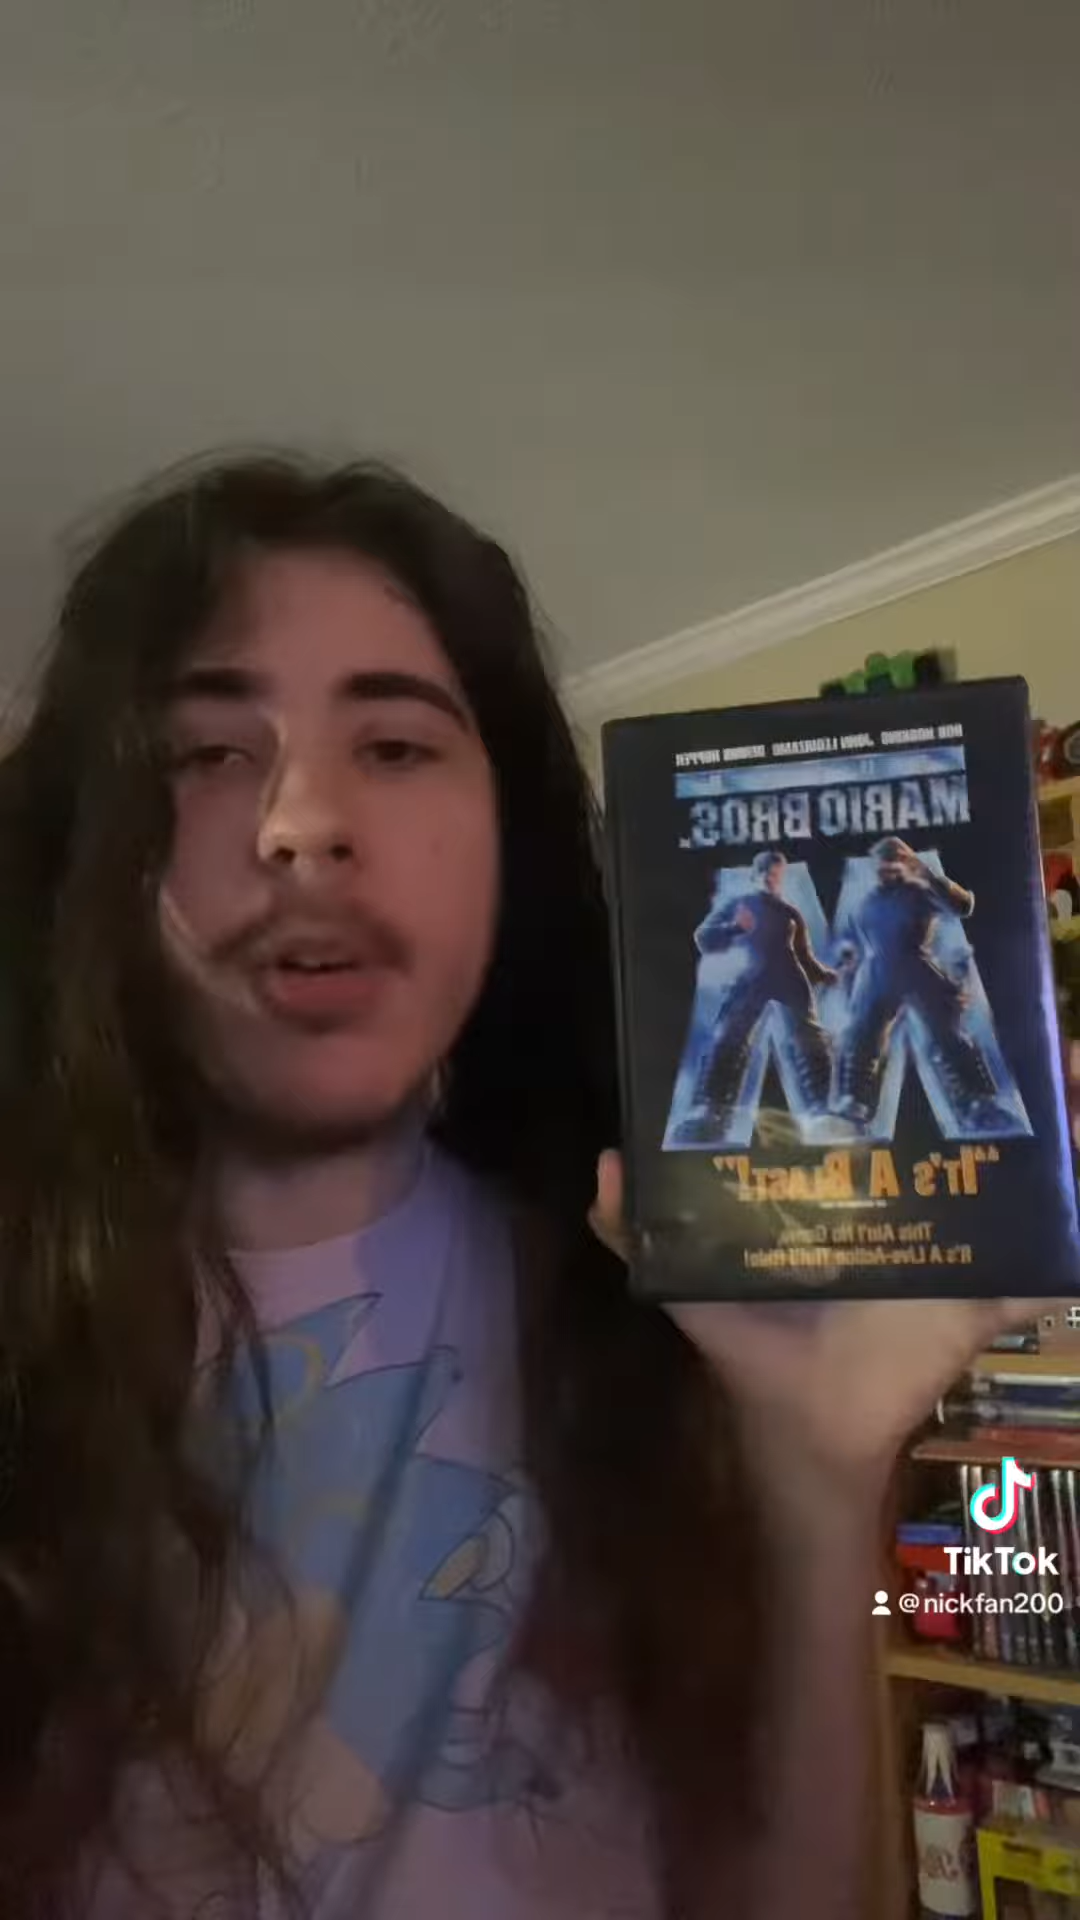 BOB HOSKINS JOHN LEGUIZAMO DENNIS HOPPER
MARIO BROS.
"IT'S A BLAST!"
This Ain't No Game,
It's A Live-Action Thrill Ride!
TikTok
@nickfan200